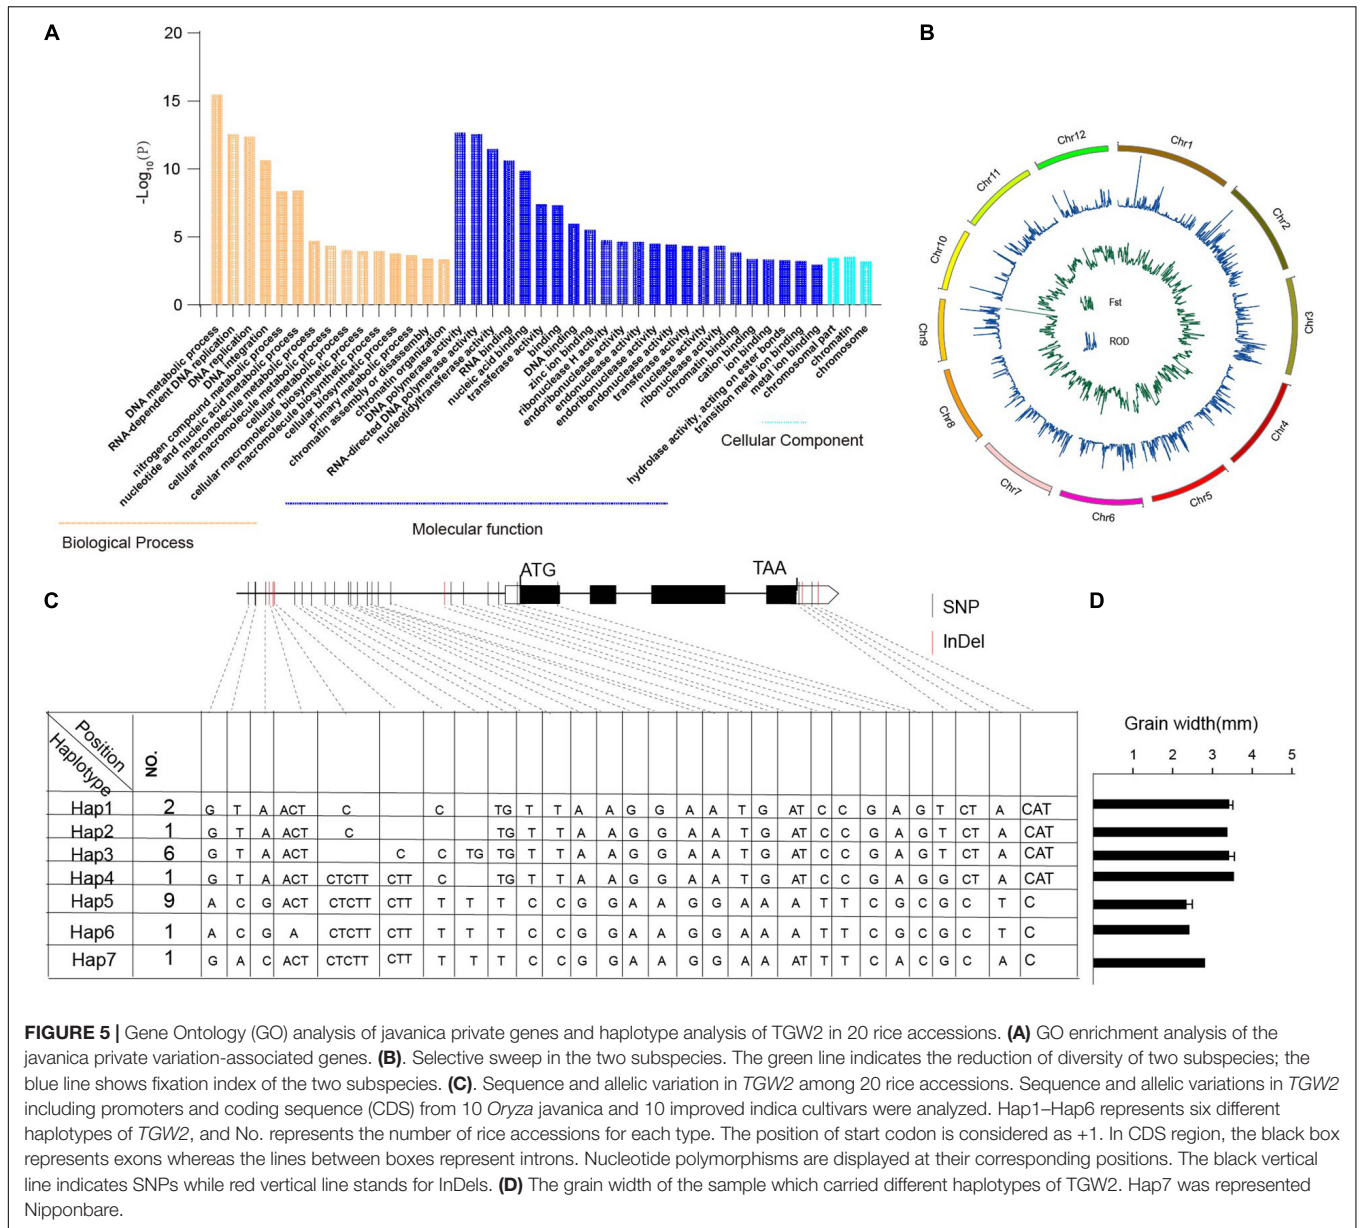 A
20
15
10
5
0
-Log10(P)
DNA metabolic process
RNA-dependent DNA replication
DNA replication
DNA integration
nitrogen compound metabolic process
nucleotide and nucleic acid metabolic process
macromolecule metabolic process
cellular macromolecule metabolic process
cellular metabolic process
cellular macromolecule biosynthetic process
macromolecule biosynthetic process
cellular biosynthetic process
primary metabolic process
chromatin assembly or disassembly
chromatin organization
DNA polymerase activity
RNA-directed DNA polymerase activity
nucleotidyltransferase activity
RNA binding
nucleic acid binding
transferase activity
binding
DNA binding
zinc ion binding
ribonuclease H activity
endoribonuclease activity
endoribonuclease activity
endonuclease activity
transferase activity
nuclease activity
ribonuclease activity
chromatin binding
cation binding
ion binding
hydrolase activity, acting on ester bonds
transition metal ion binding
metal ion binding
chromosomal part
chromatin
chromosome
Biological Process
Molecular function
Cellular Component
B
Chr1
Chr2
Chr3
Chr4
Chr5
Chr6
Chr7
Chr8
Chr9
Chr10
Chr11
Chr12
Fst
ROD
C
ATG
TAA
SNP
InDel
Position
Haplotype
NO.
Hap1 2 G T A ACT C C TG T T A A G G A A T G AT C C G A G T CT A CAT
Hap2 1 G T A ACT C TG T T A A G G A A T G AT C C G A G T CT A CAT
Hap3 6 G T A ACT C C TG TG T T A A G G A A T G AT C C G A G T CT A CAT
Hap4 1 G T A ACT CTCTT CTT C TG T T A A G G A A T G AT C C G A G G CT A CAT
Hap5 9 A C G ACT CTCTT CTT T T T C C G G A A G G A A A T T C G C G C T C
Hap6 1 A C G A CTCTT CTT T T T C C G G A A G G A A A T T C G C G C T C
Hap7 1 G A C ACT CTCTT CTT T T T C C G G A A G G A A AT T T C A C G C A C
D
Grain width(mm)
1 2 3 4 5
FIGURE 5 | Gene Ontology (GO) analysis of javanica private genes and haplotype analysis of TGW2 in 20 rice accessions. (A) GO enrichment analysis of the
javanica private variation-associated genes. (B). Selective sweep in the two subspecies. The green line indicates the reduction of diversity of two subspecies; the
blue line shows fixation index of the two subspecies. (C). Sequence and allelic variation in TGW2 among 20 rice accessions. Sequence and allelic variations in TGW2
including promoters and coding sequence (CDS) from 10 Oryza javanica and 10 improved indica cultivars were analyzed. Hap1–Hap6 represents six different
haplotypes of TGW2, and No. represents the number of rice accessions for each type. The position of start codon is considered as +1. In CDS region, the black box
represents exons whereas the lines between boxes represent introns. Nucleotide polymorphisms are displayed at their corresponding positions. The black vertical
line indicates SNPs while red vertical line stands for InDels. (D) The grain width of the sample which carried different haplotypes of TGW2. Hap7 was represented
Nipponbare.